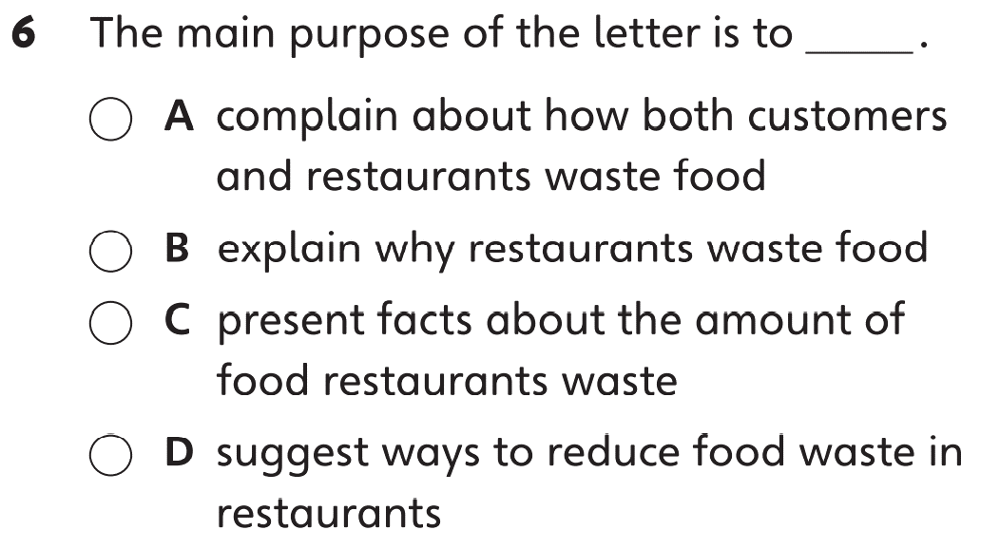 6 The main purpose of the letter is to _____.
A complain about how both customers
and restaurants waste food
B explain why restaurants waste food
C present facts about the amount of
food restaurants waste
D suggest ways to reduce food waste in
restaurants